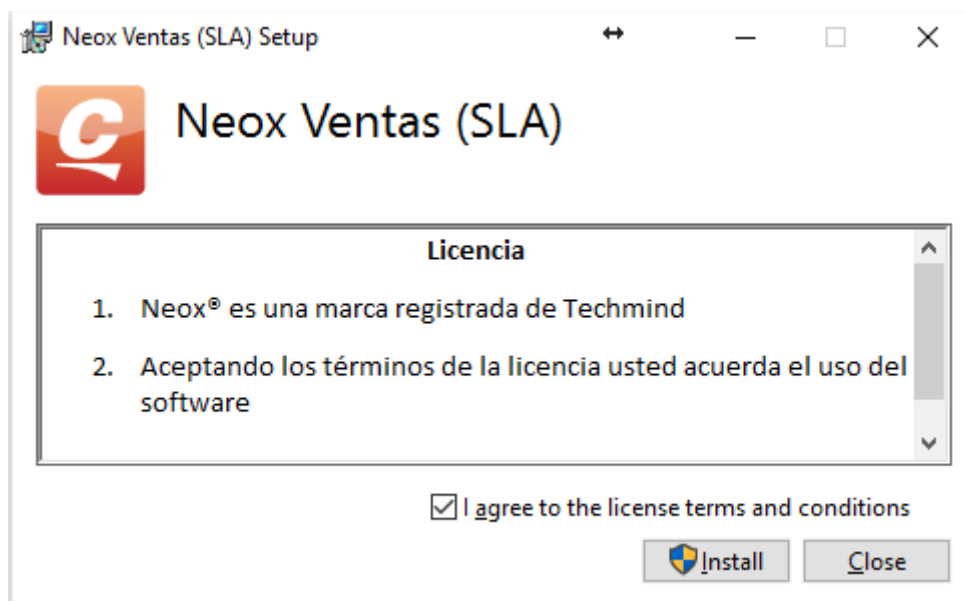 Neox Ventas (SLA) Setup
Neox Ventas (SLA)
Licencia
1. Neox® es una marca registrada de Techmind
2. Aceptando los términos de la licencia usted acuerda el uso del
software
I agree to the license terms and conditions
Install Close